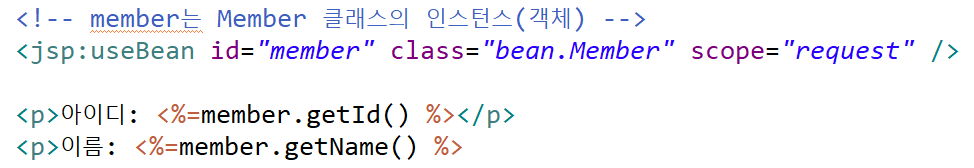 <!-- member는 Member 클래스의 인스턴스(객체) -->
<jsp:useBean id="member" class="bean.Member" scope="request" />
<p>아이디: <%=member.getId() %></p>
<p>이름: <%=member.getName() %>